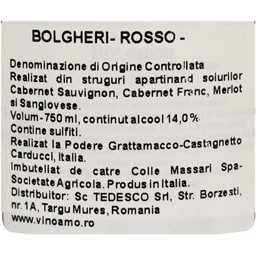 BOLGHERI- ROSSO -
Denominazione di Origine Controllata
Realizat din struguri apartinand soiurilor
Cabernet Sauvignon, Cabernet Franc, Merlot
si Sangiovese.
Volum-750 ml, continut alcool 14,0%
Contine sulfiti.
Realizat la Podere Grattamacco-Castagnetto
Carducci, Italia.
Imbuteliat de catre Colle Massari Spa-
Societate Agricola. Produs in Italia.
Distribuitor: Sc TEDESCO Srl, Str. Borzesti,
nr. 1A, Targu Mures, Romania
www.vinoamo.ro